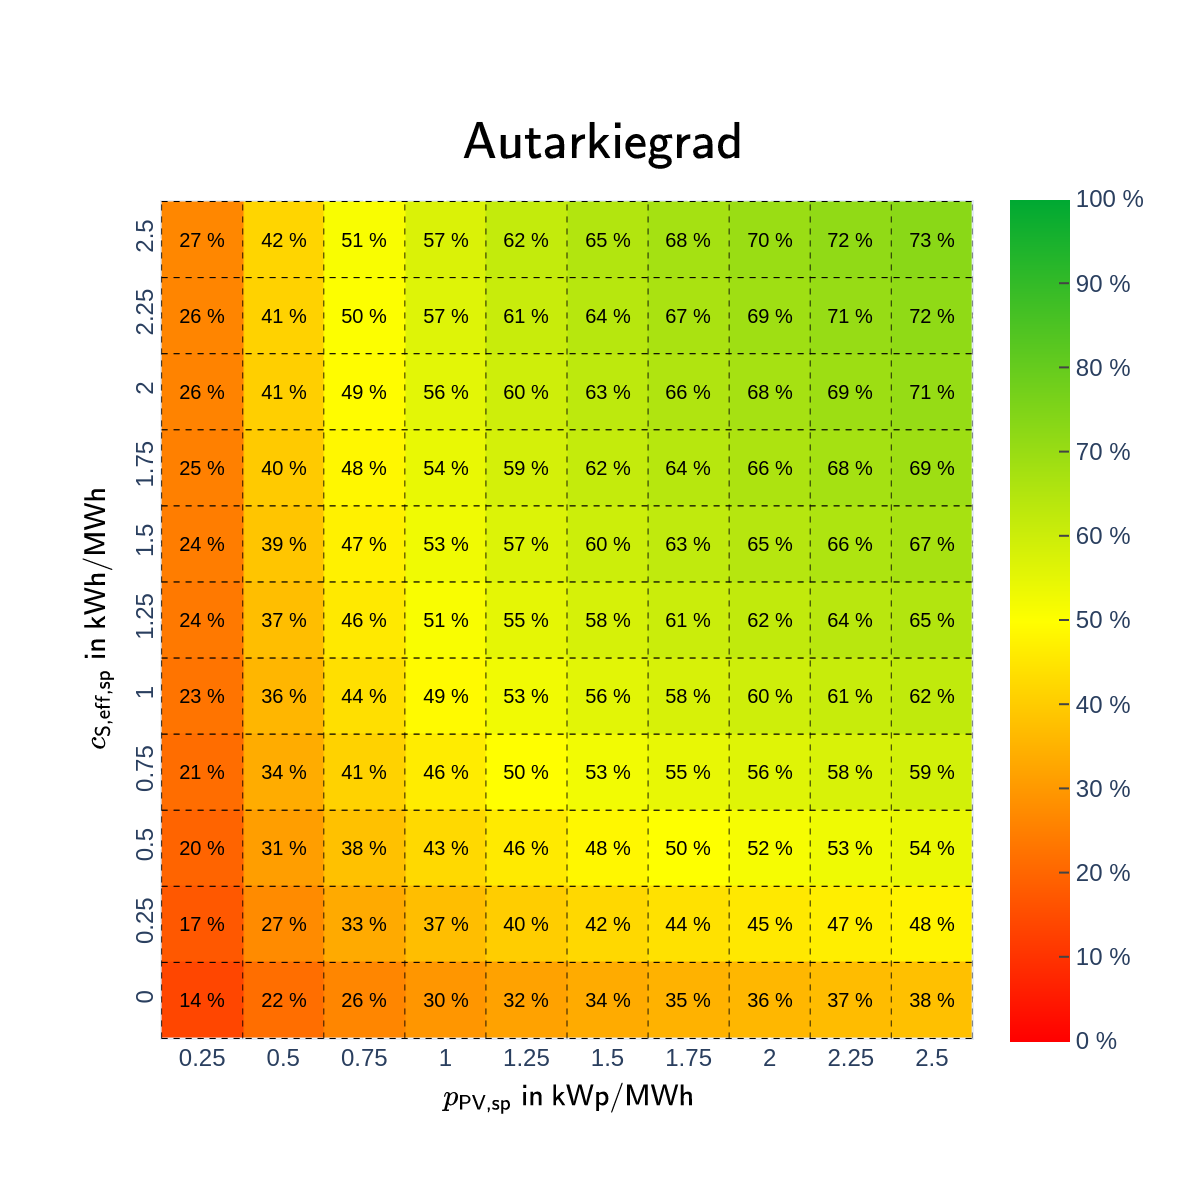 Autarkiegrad
2.5 27 % 42 % 51 % 57 % 62 % 65 % 68 % 70 % 72 % 73 %
2.25 26 % 41 % 50 % 57 % 61 % 64 % 67 % 69 % 71 % 72 %
2 26 % 41 % 49 % 56 % 60 % 63 % 66 % 68 % 69 % 71 %
1.75 25 % 40 % 48 % 54 % 59 % 62 % 64 % 66 % 68 % 69 %
1.5 24 % 39 % 47 % 53 % 57 % 60 % 63 % 65 % 66 % 67 %
1.25 24 % 37 % 46 % 51 % 55 % 58 % 61 % 62 % 64 % 65 %
1 23 % 36 % 44 % 49 % 53 % 56 % 58 % 60 % 61 % 62 %
0.75 21 % 34 % 41 % 46 % 50 % 53 % 55 % 56 % 58 % 59 %
0.5 20 % 31 % 38 % 43 % 46 % 48 % 50 % 52 % 53 % 54 %
0.25 17 % 27 % 33 % 37 % 40 % 42 % 44 % 45 % 47 % 48 %
0 14 % 22 % 26 % 30 % 32 % 34 % 35 % 36 % 37 % 38 %
0.25 0.5 0.75 1 1.25 1.5 1.75 2 2.25 2.5
pPV,sp in kWp/MWh
cS,eff,sp in kWh/MWh
100 %
90 %
80 %
70 %
60 %
50 %
40 %
30 %
20 %
10 %
0 %